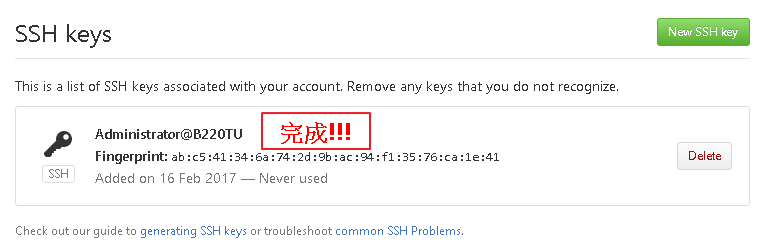 SSH keys
New SSH key
This is a list of SSH keys associated with your account. Remove any keys that you do not recognize.
Administrator@B220TU
完成!!!
Fingerprint: ab:c5:41:34:6a:74:2d:9b:ac:94:f1:35:76:ca:1e:41
SSH
Added on 16 Feb 2017 — Never used
Delete
Check out our guide to generating SSH keys or troubleshoot common SSH Problems.